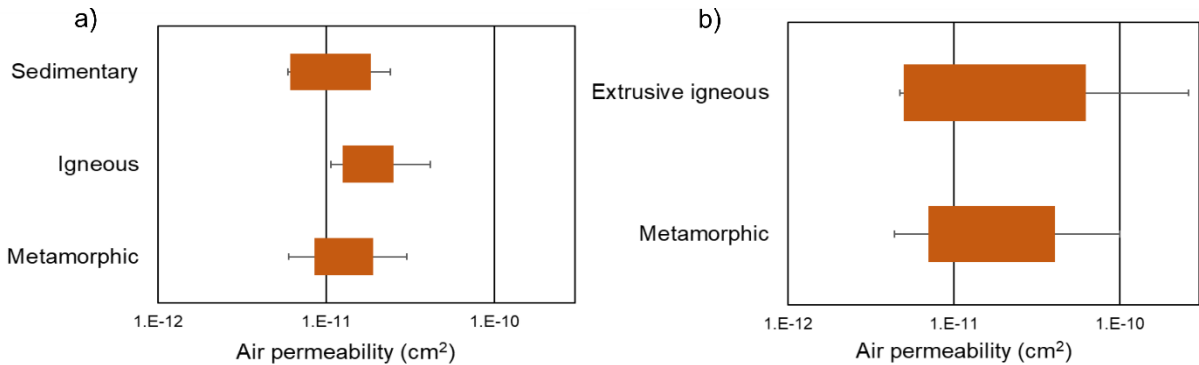 a)
Sedimentary
Igneous
Metamorphic
1.E-12 1.E-11 1.E-10
Air permeability (cm²)
b)
Extrusive igneous
Metamorphic
1.E-12 1.E-11 1.E-10
Air permeability (cm²)